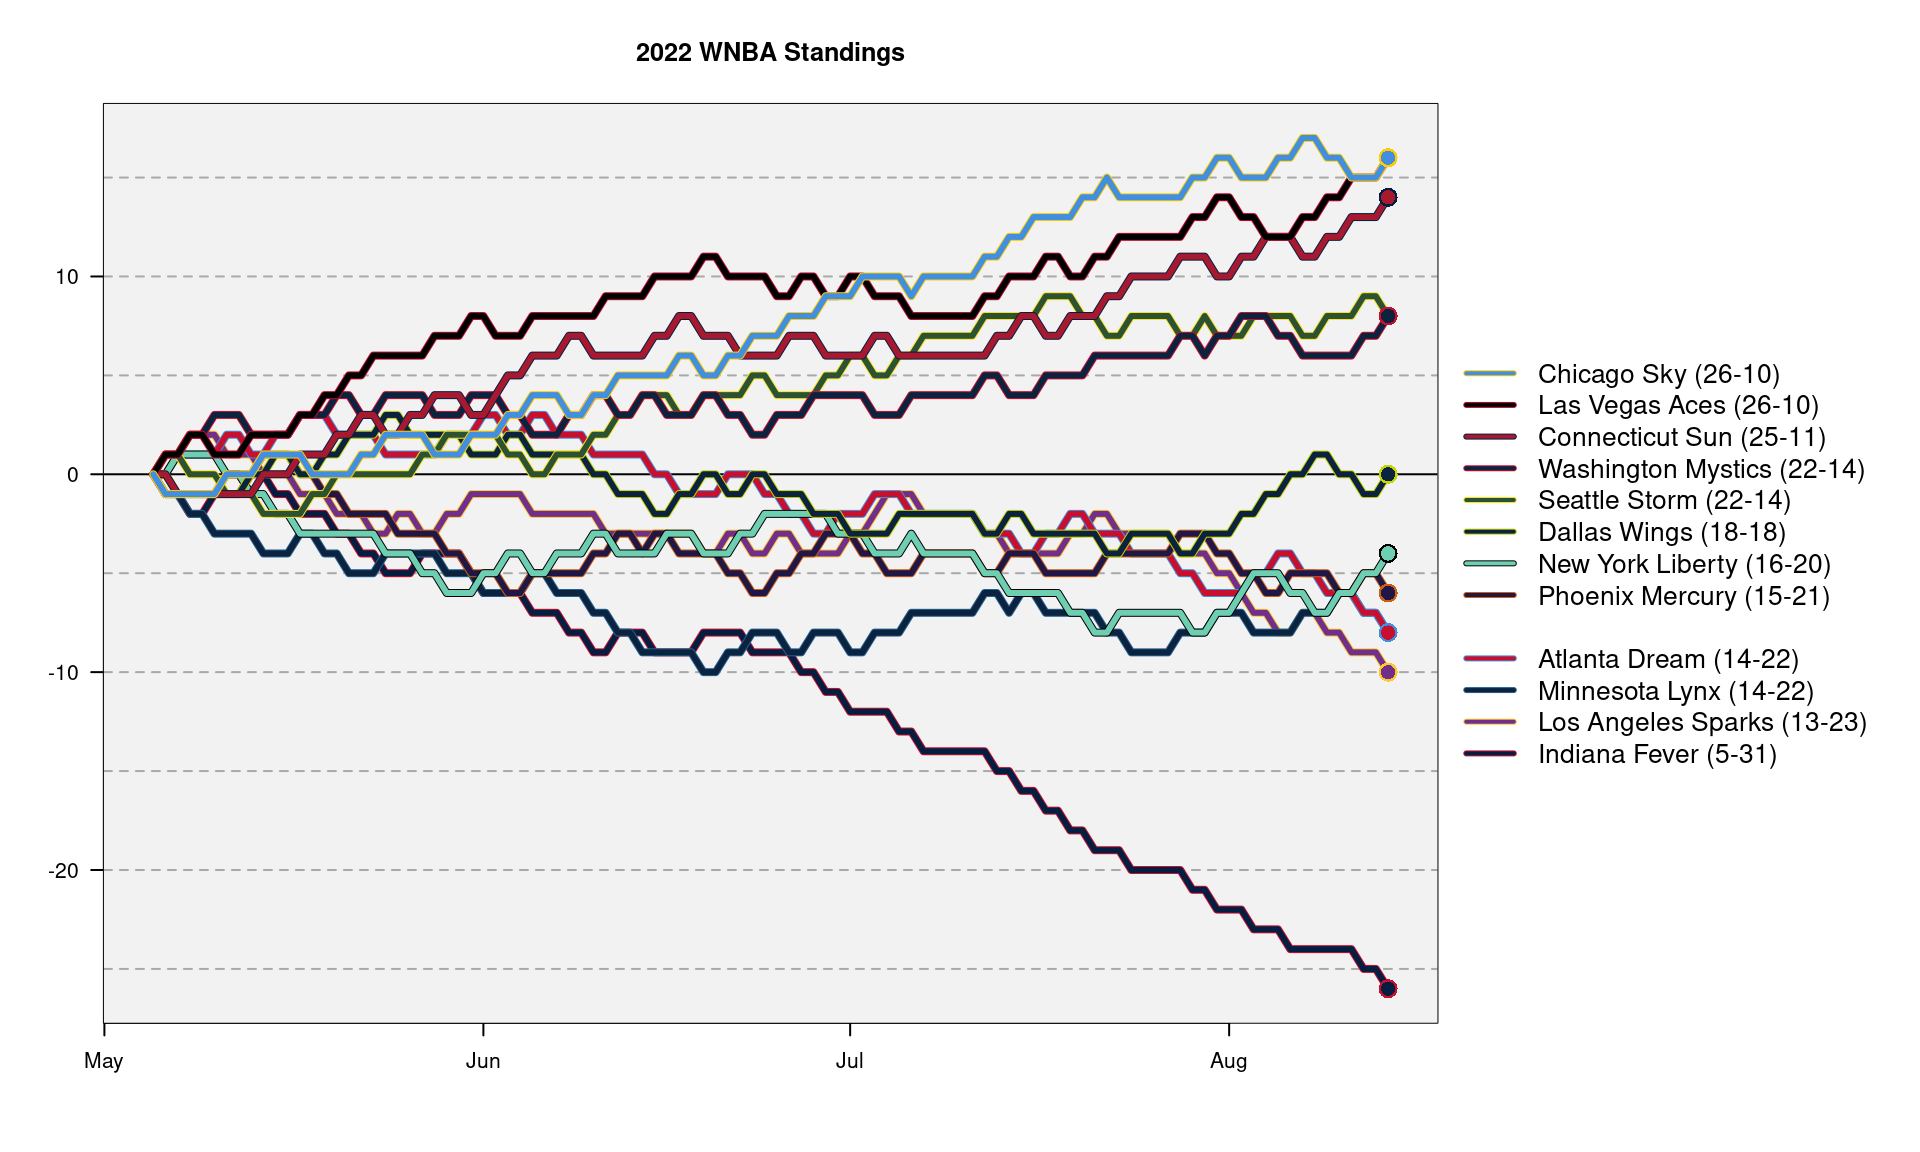 2022 WNBA Standings
10
0
-10
-20
May Jun Jul Aug
Chicago Sky (26-10)
Las Vegas Aces (26-10)
Connecticut Sun (25-11)
Washington Mystics (22-14)
Seattle Storm (22-14)
Dallas Wings (18-18)
New York Liberty (16-20)
Phoenix Mercury (15-21)
Atlanta Dream (14-22)
Minnesota Lynx (14-22)
Los Angeles Sparks (13-23)
Indiana Fever (5-31)